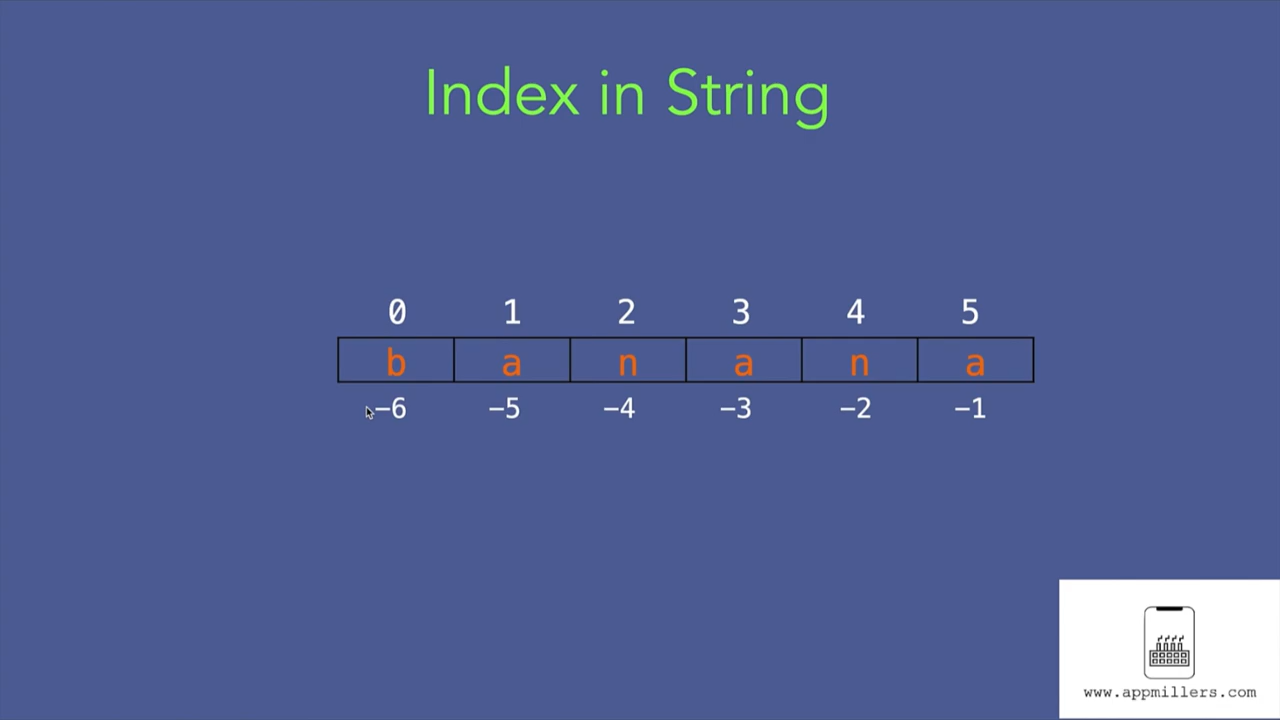 Index in String
0 1 2 3 4 5
b a n a n a
–6 –5 –4 –3 –2 –1
www.appmillers.com